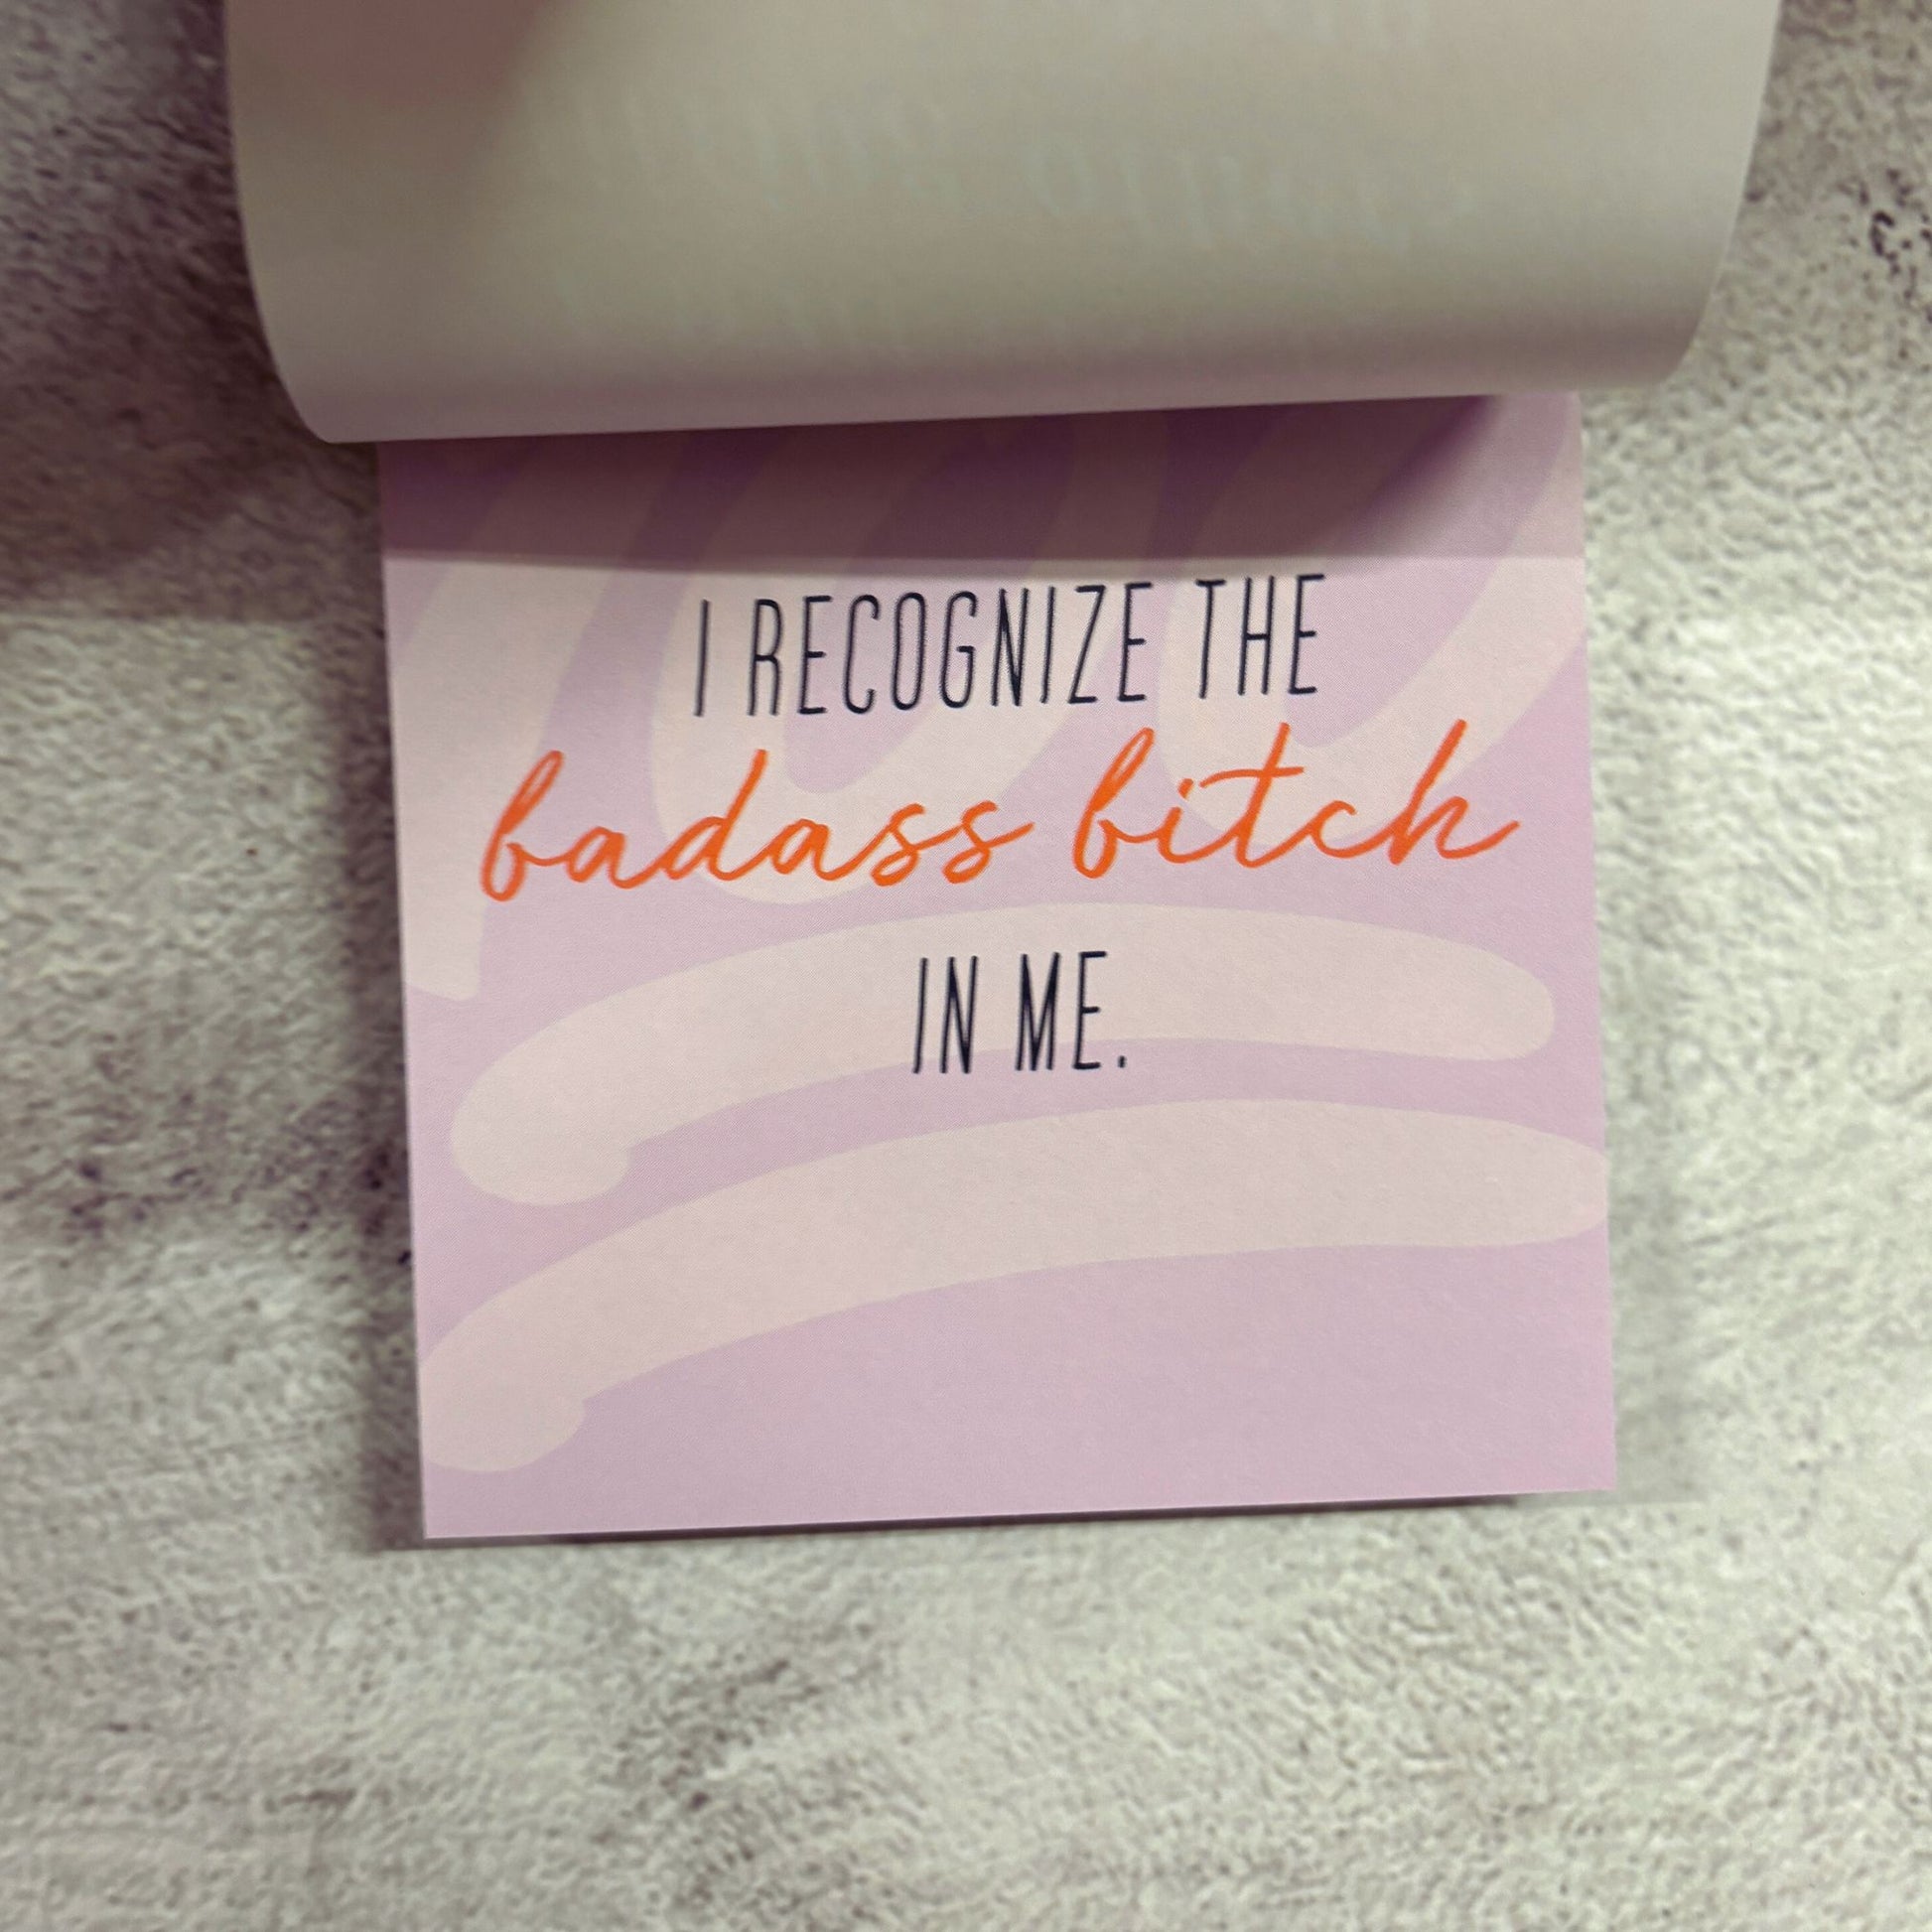 I RECOGNIZE THE
badass bitch
IN ME.